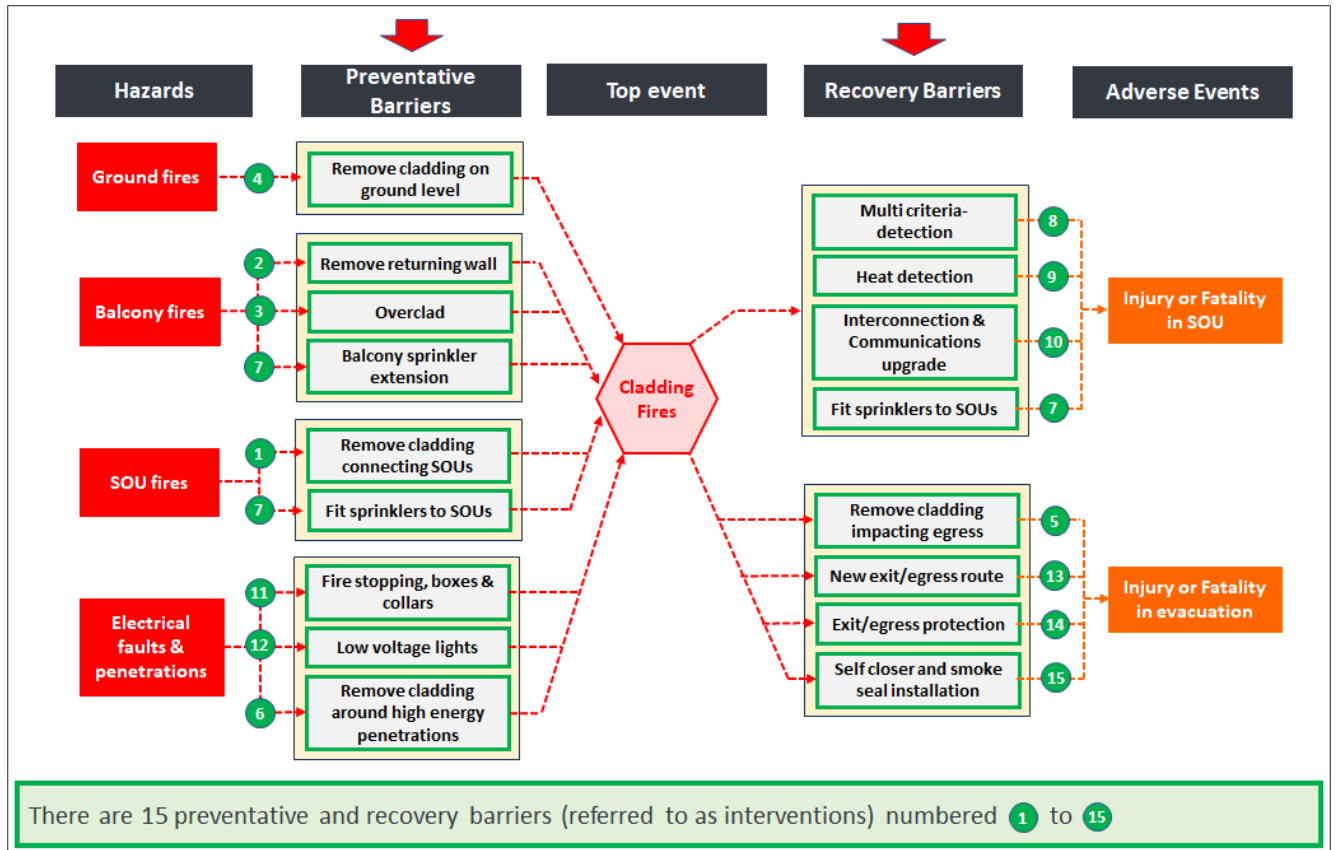 Hazards
Preventative
Barriers
Top event
Recovery Barriers
Adverse Events
Ground fires
4
Remove cladding on
ground level
Balcony fires
2
3
7
Remove returning wall
Overclad
Balcony sprinkler
extension
SOU fires
1
7
Remove cladding
connecting SOUs
Fit sprinklers to SOUs
Electrical
faults &
penetrations
11
12
6
Fire stopping, boxes &
collars
Low voltage lights
Remove cladding
around high energy
penetrations
Cladding
Fires
Multi criteria-
detection
8
Heat detection
9
Interconnection &
Communications
upgrade
10
Fit sprinklers to SOUs
7
Injury or Fatality
in SOU
Remove cladding
impacting egress
5
New exit/egress route
13
Exit/egress protection
14
Self closer and smoke
seal installation
15
Injury or Fatality
in evacuation
There are 15 preventative and recovery barriers (referred to as interventions) numbered 1 to 15